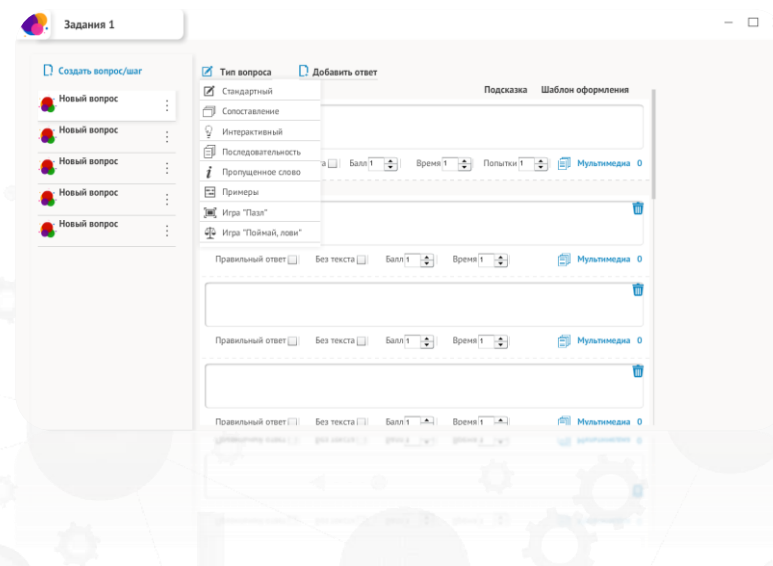 Задания 1
Создать вопрос/шаг
Новый вопрос
Новый вопрос
Новый вопрос
Новый вопрос
Новый вопрос
Тип вопроса Добавить ответ
Стандартный
Сопоставление
Интерактивный
Последовательность
Пропущенное слово
Примеры
Игра "Пазл"
Игра "Поймай, лови"
Подсказка Шаблон оформления
Балл 1 Время 1 Попытки 1 Мультимедиа 0
Правильный ответ Без текста Балл 1 Время 1 Мультимедиа 0
Правильный ответ Без текста Балл 1 Время 1 Мультимедиа 0
Правильный ответ Без текста Балл 1 Время 1 Мультимедиа 0